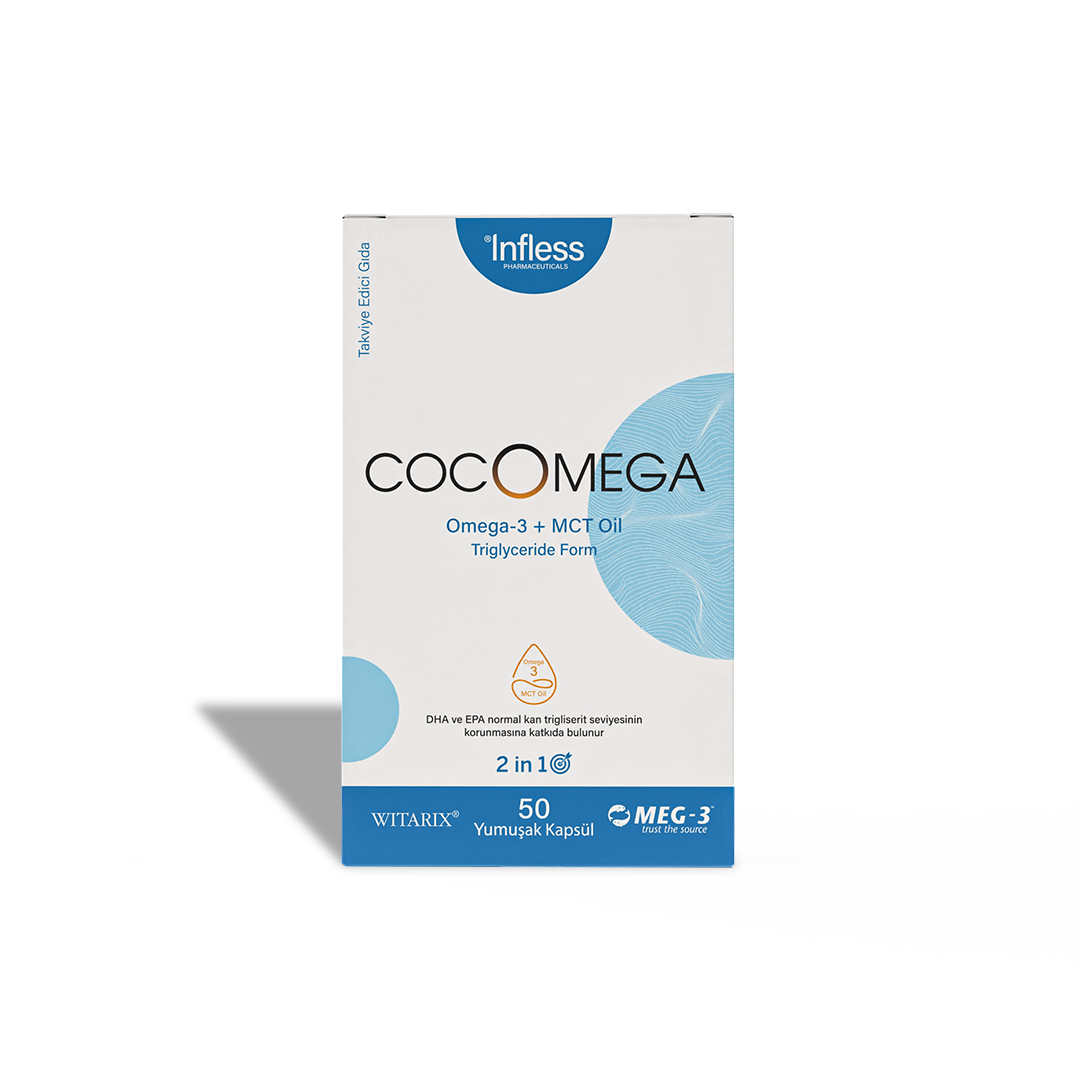 ®Infless
PHARMACEUTICALS
Takviye Edici Gıda
COCOMEGA
Omega-3 + MCT Oil
Triglyceride Form
Omega
3
MCT Oil
DHA ve EPA normal kan trigliserit seviyesinin
korunmasına katkıda bulunur
2 in 1
WITARIX®
50
Yumuşak Kapsül
MEG-3™
trust the source